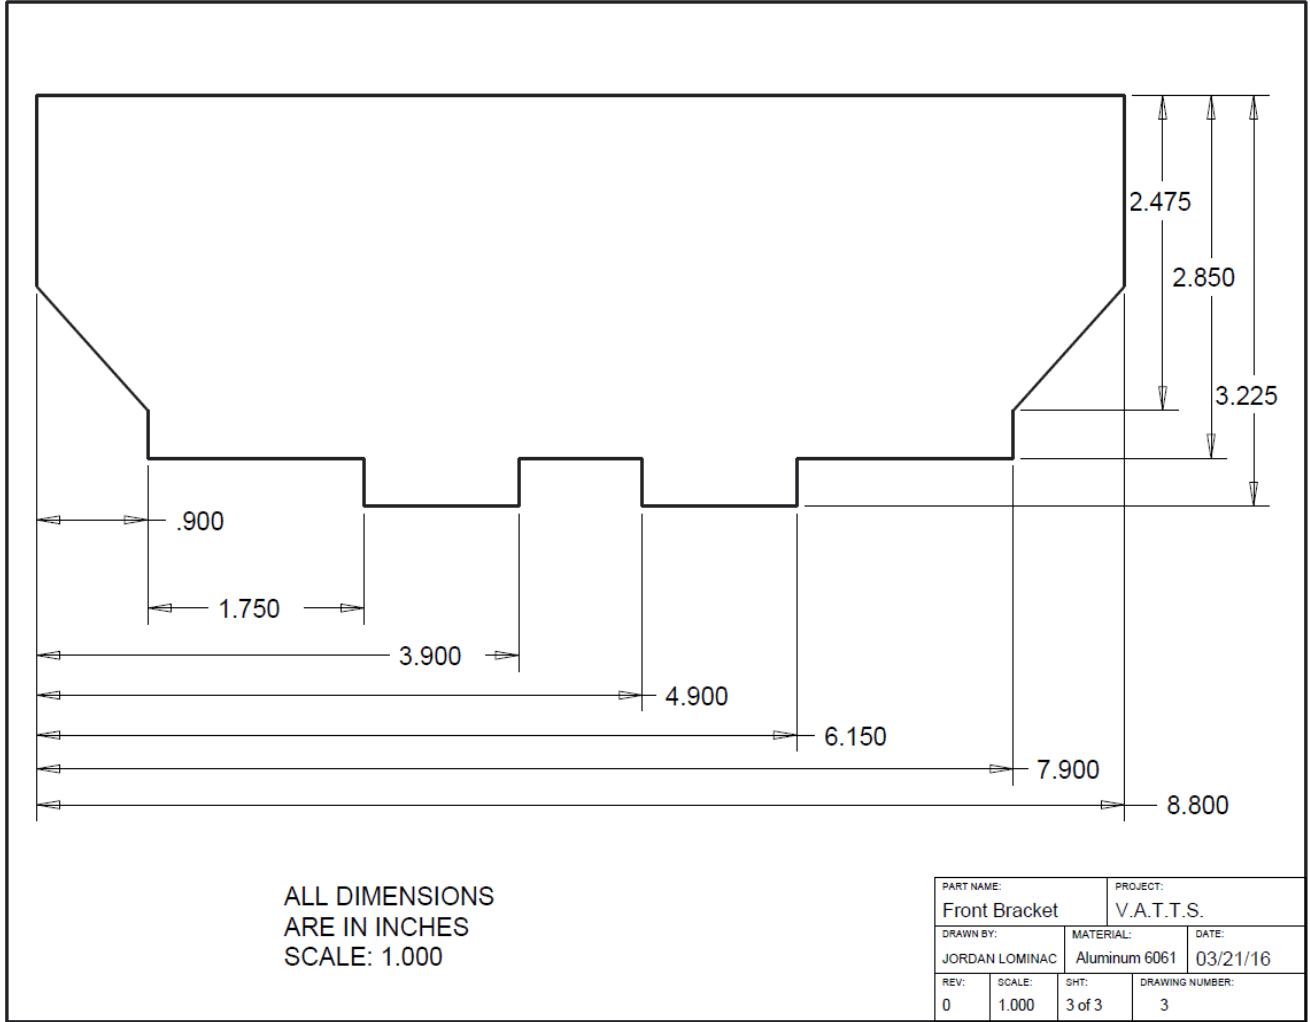 2.475
2.850
3.225
.900
1.750
3.900
4.900
6.150
7.900
8.800
ALL DIMENSIONS
ARE IN INCHES
SCALE: 1.000
PART NAME:
Front Bracket
PROJECT:
V.A.T.T.S.
DRAWN BY:
JORDAN LOMINAC
MATERIAL:
Aluminum 6061
DATE:
03/21/16
REV:
0
SCALE:
1.000
SHT:
3 of 3
DRAWING NUMBER:
3